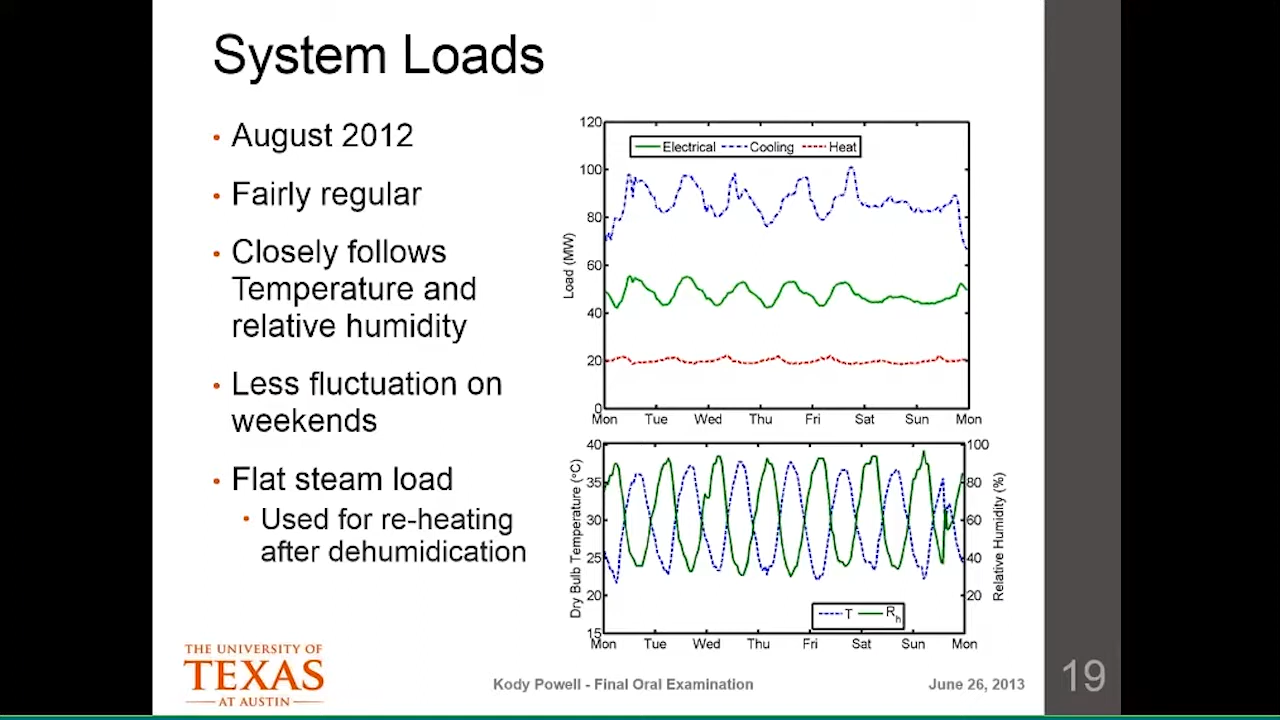 System Loads
• August 2012
• Fairly regular
• Closely follows
Temperature and
relative humidity
• Less fluctuation on
weekends
• Flat steam load
• Used for re-heating
after dehumidication
120
100
80
60
40
20
0
Load (MW)
Electrical Cooling Heat
Mon Tue Wed Thu Fri Sat Sun Mon
40
35
30
25
20
15
Dry Bulb Temperature (°C)
100
80
60
40
20
Relative Humidity (%)
T Rh
Mon Tue Wed Thu Fri Sat Sun Mon
THE UNIVERSITY OF
TEXAS
AT AUSTIN
Kody Powell - Final Oral Examination
June 26, 2013
19